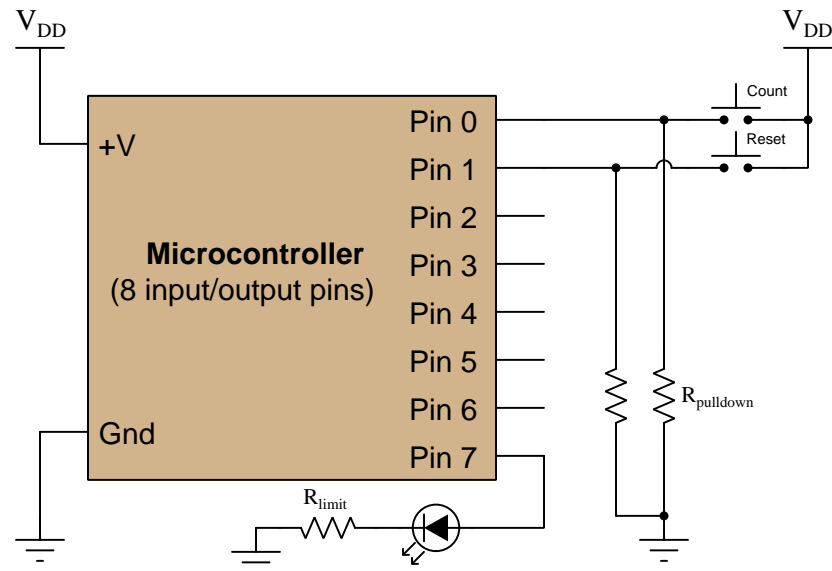 V_DD
V_DD
Count
Reset
+V
Pin 0
Pin 1
Pin 2
Pin 3
Pin 4
Pin 5
Pin 6
Pin 7
Microcontroller
(8 input/output pins)
Gnd
R_pulldown
R_limit